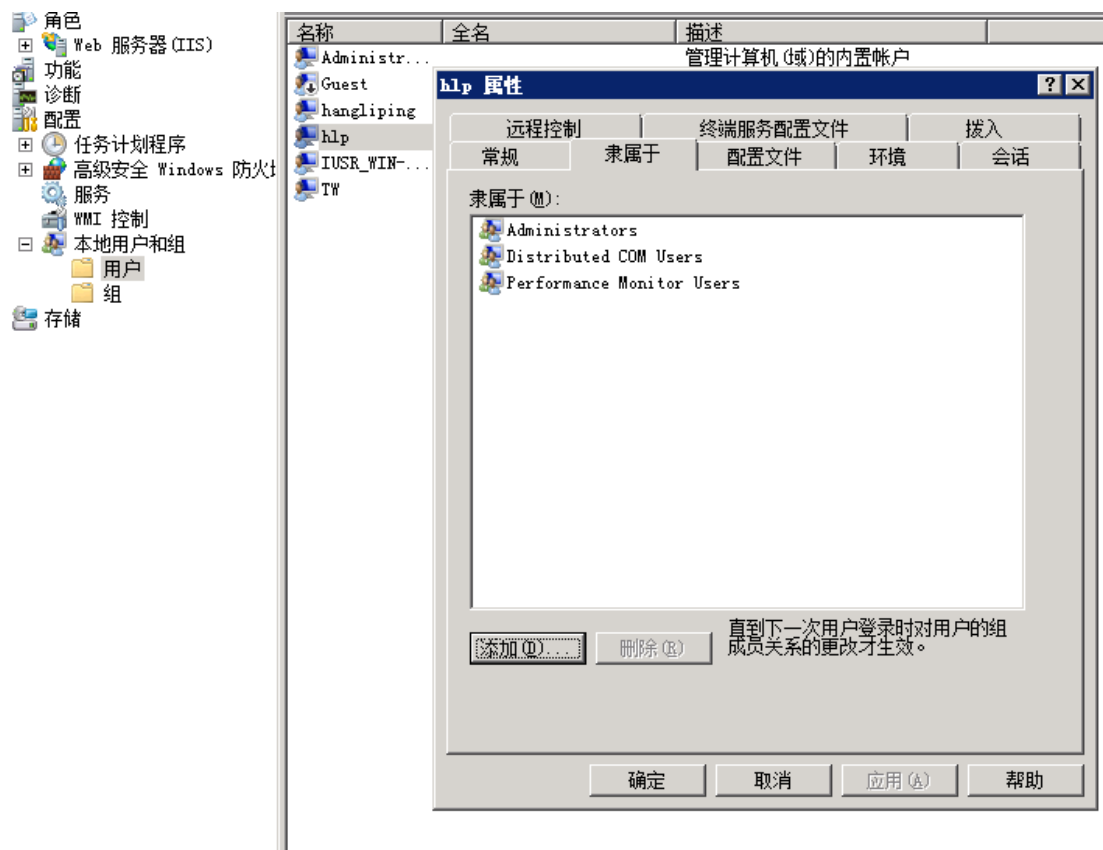 角色
Web 服务器(IIS)
功能
诊断
配置
任务计划程序
高级安全 Windows 防火
服务
WMI 控制
本地用户和组
用户
组
存储
名称 全名 描述
Administr... 管理计算机(域)的内置帐户
Guest
hangliping
hlp
IUSR_WIN-...
TW
hlp 属性
远程控制 终端服务配置文件 拨入
常规 隶属于 配置文件 环境 会话
隶属于(M):
Administrators
Distributed COM Users
Performance Monitor Users
添加(D)... 删除(R)
直到下一次用户登录时对用户的组
成员关系的更改才生效。
确定 取消 应用(A) 帮助